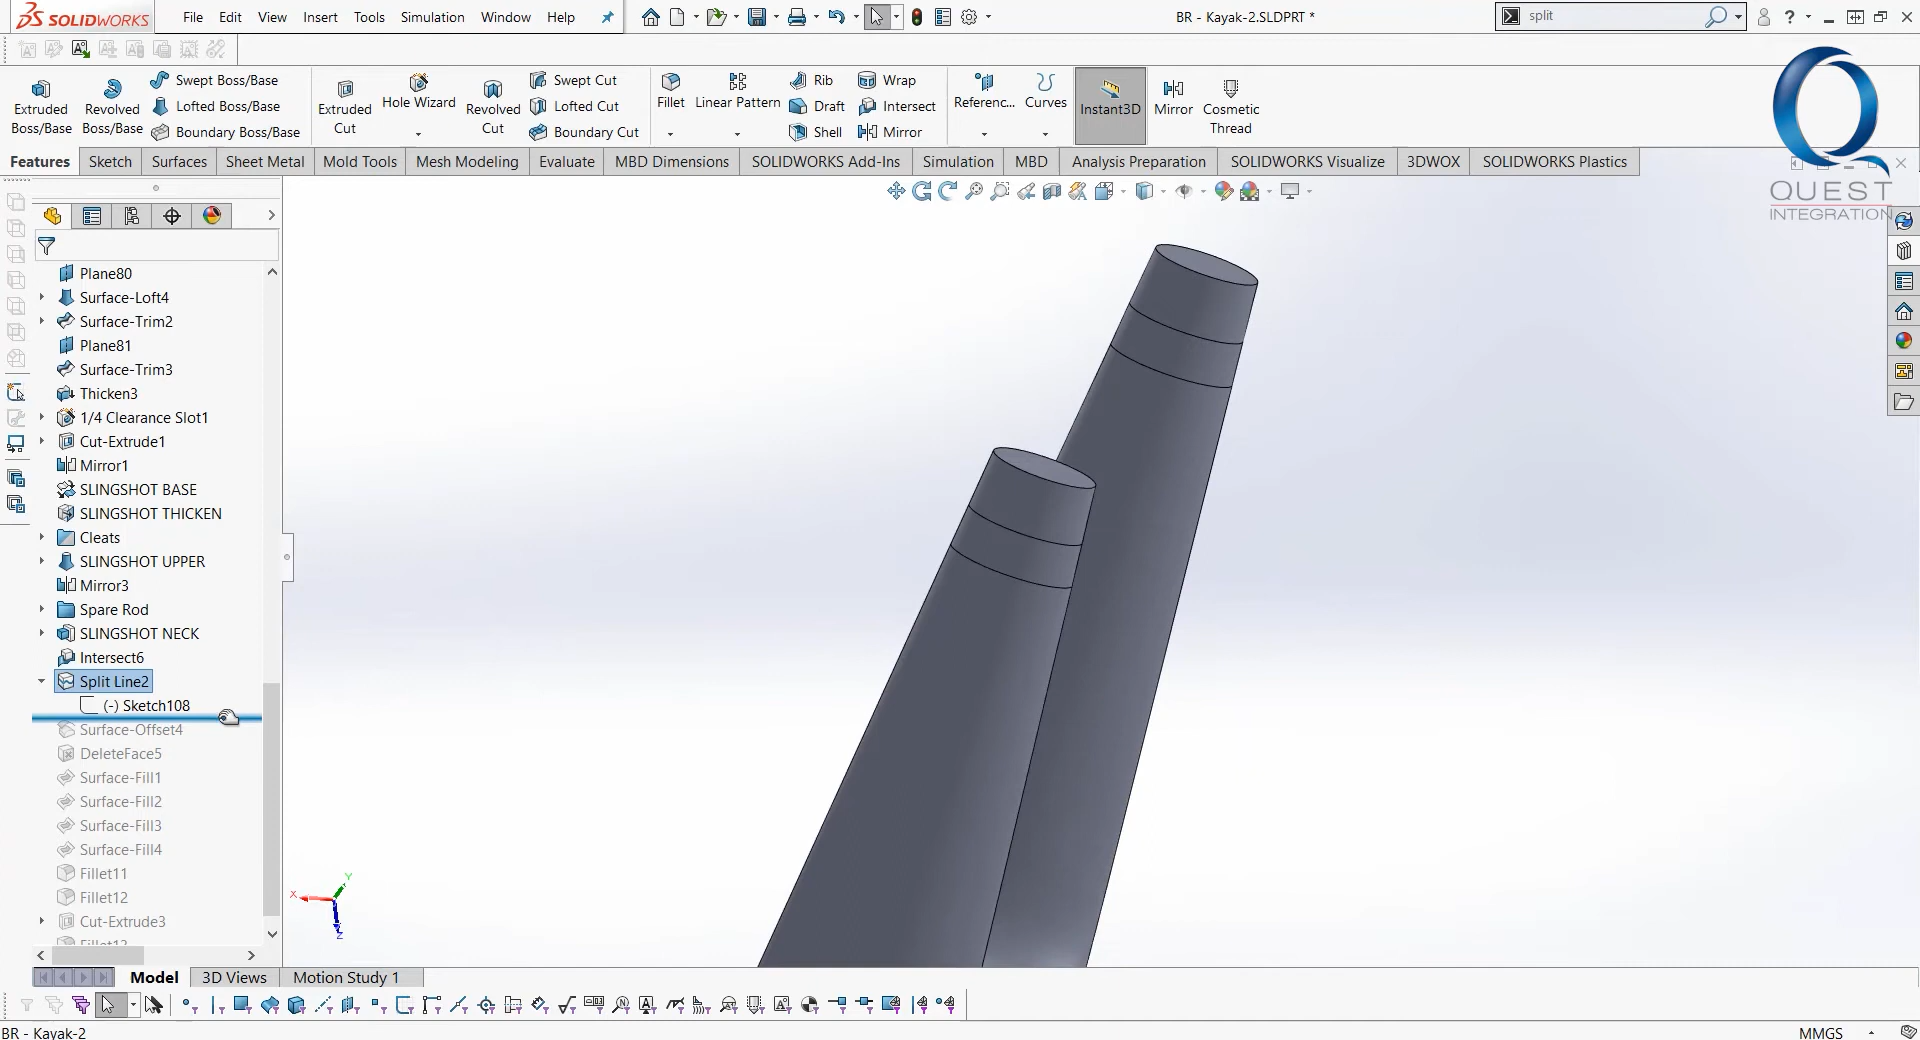 SOLIDWORKS File Edit View Insert Tools Simulation Window Help BR - Kayak-2.SLDPRT * split ?
Extruded Boss/Base
Revolved Boss/Base
Swept Boss/Base
Lofted Boss/Base
Boundary Boss/Base
Extruded Cut
Hole Wizard
Revolved Cut
Swept Cut
Lofted Cut
Boundary Cut
Fillet
Linear Pattern
Rib
Draft
Shell
Wrap
Intersect
Mirror
Referenc...
Curves
Instant3D
Mirror
Cosmetic Thread
QUEST
INTEGRATION
Features Sketch Surfaces Sheet Metal Mold Tools Mesh Modeling Evaluate MBD Dimensions SOLIDWORKS Add-Ins Simulation MBD Analysis Preparation SOLIDWORKS Visualize 3DWOX SOLIDWORKS Plastics
Plane80
Surface-Loft4
Surface-Trim2
Plane81
Surface-Trim3
Thicken3
1/4 Clearance Slot1
Cut-Extrude1
Mirror1
SLINGSHOT BASE
SLINGSHOT THICKEN
Cleats
SLINGSHOT UPPER
Mirror3
Spare Rod
SLINGSHOT NECK
Intersect6
Split Line2
(-) Sketch108
Surface-Offset4
DeleteFace5
Surface-Fill1
Surface-Fill2
Surface-Fill3
Surface-Fill4
Fillet11
Fillet12
Cut-Extrude3
Fillet13
X Y Z
Model 3D Views Motion Study 1
BR - Kayak-2 MMGS